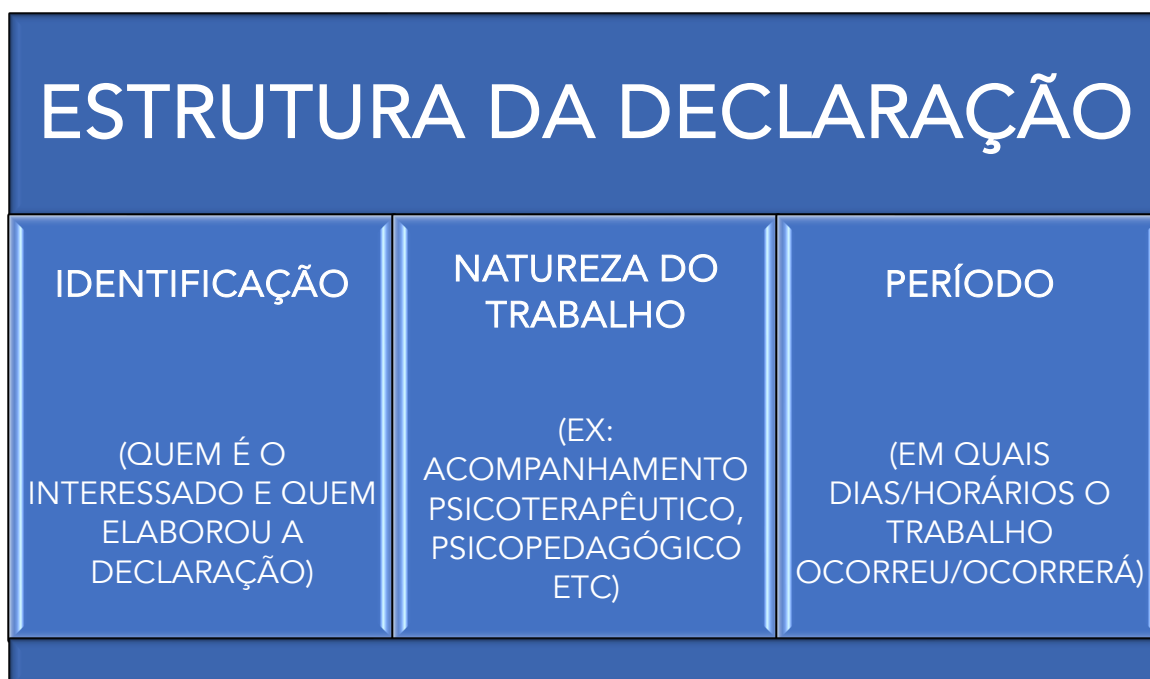 ESTRUTURA DA DECLARAÇÃO
IDENTIFICAÇÃO
(QUEM É O
INTERESSADO E QUEM
ELABOROU A
DECLARAÇÃO)
NATUREZA DO
TRABALHO
(EX:
ACOMPANHAMENTO
PSICOTERAPÊUTICO,
PSICOPEDAGÓGICO
ETC)
PERÍODO
(EM QUAIS
DIAS/HORÁRIOS O
TRABALHO
OCORREU/OCORRERÁ)